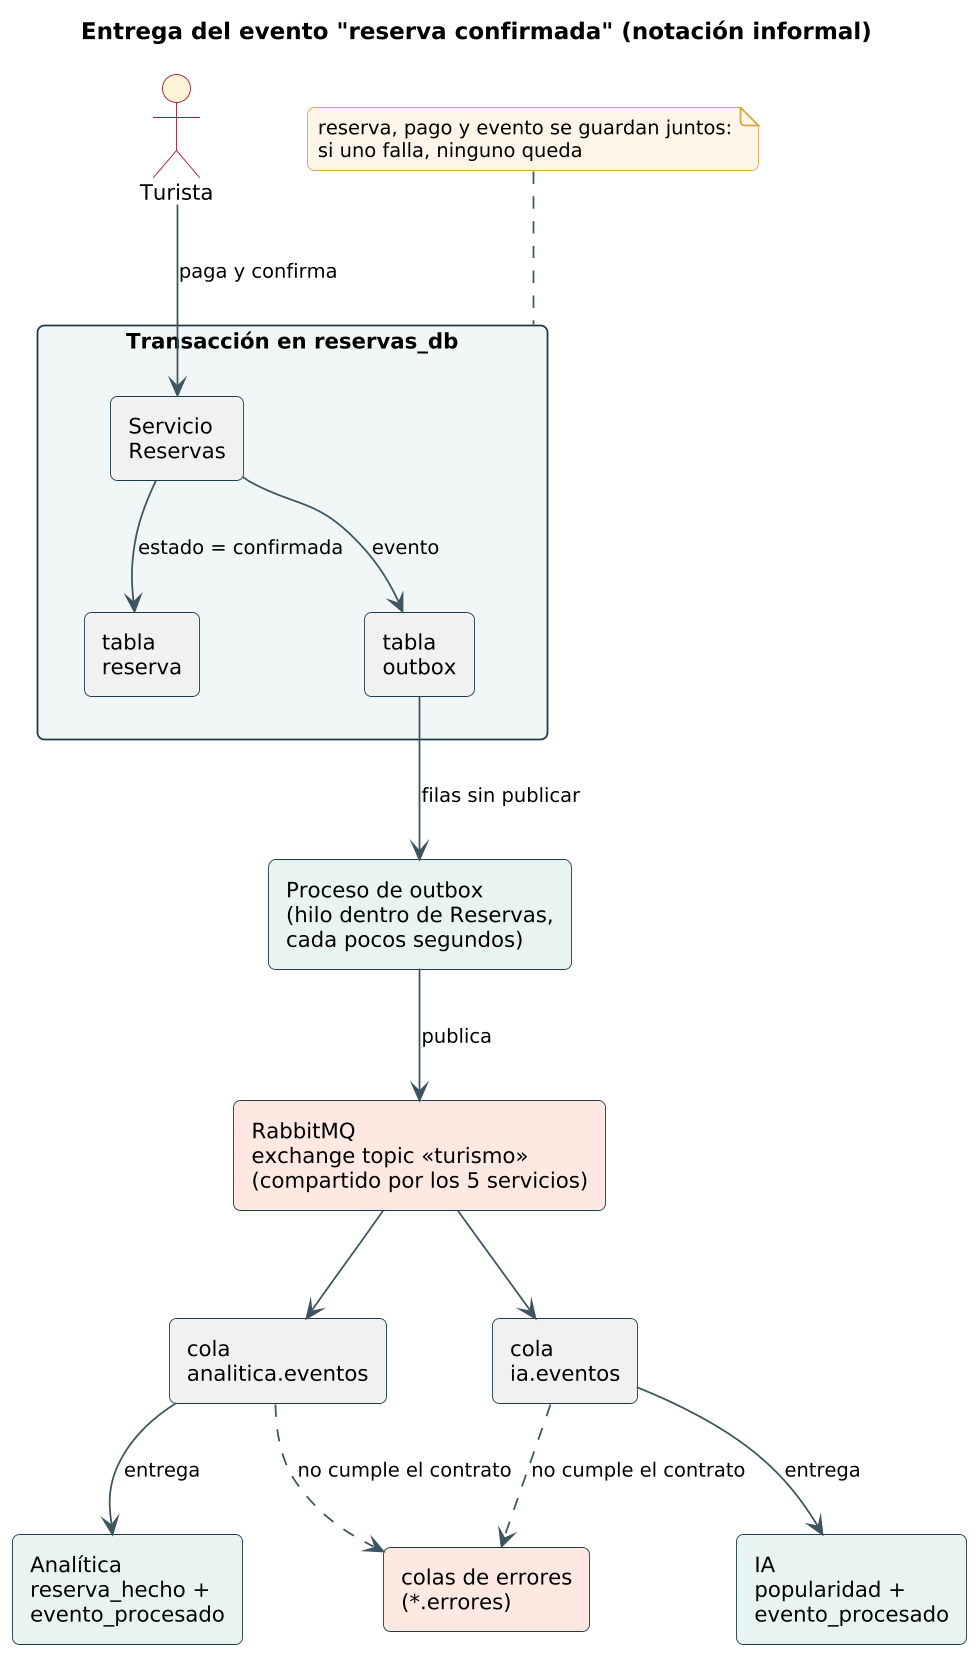 Entrega del evento "reserva confirmada" (notación informal)
reserva, pago y evento se guardan juntos:
si uno falla, ninguno queda
Turista
paga y confirma
Transacción en reservas_db
Servicio
Reservas
estado = confirmada
evento
tabla
reserva
tabla
outbox
filas sin publicar
Proceso de outbox
(hilo dentro de Reservas,
cada pocos segundos)
publica
RabbitMQ
exchange topic «turismo»
(compartido por los 5 servicios)
cola
analitica.eventos
cola
ia.eventos
entrega
no cumple el contrato
no cumple el contrato
entrega
Analítica
reserva_hecho +
evento_procesado
colas de errores
(*.errores)
IA
popularidad +
evento_procesado